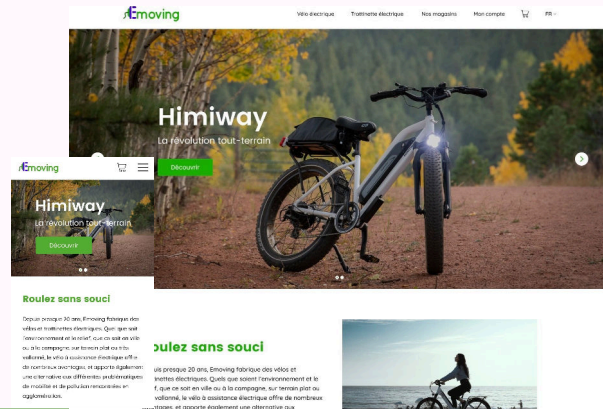 Emoving
Vélo électrique
Trottinette électrique
Nos magasins
Mon compte
FR
Himiway
La révolution tout-terrain
Découvrir
Emoving
Himiway
La révolution tout-terrain
Découvrir
Roulez sans souci
Depuis presque 20 ans, Emoving fabrique des
vélos et trottinettes électriques. Quel que soit
l'environnement et le relief, que ce soit en ville
ou à la campagne, sur terrain plat ou très
vallonné, le vélo à assistance électrique offre
de nombreux avantages, et apporte également
une alternative aux différentes problématiques
de mobilité et de pollution rencontrées en
agglomération.
oulez sans souci
uis presque 20 ans, Emoving fabrique des vélos et
inettes électriques. Quels que soient l'environnement et le
f, que ce soit en ville ou à la campagne, sur terrain plat ou
vallonné, le vélo à assistance électrique offre de nombreux
ntages, et apporte également une alternative aux